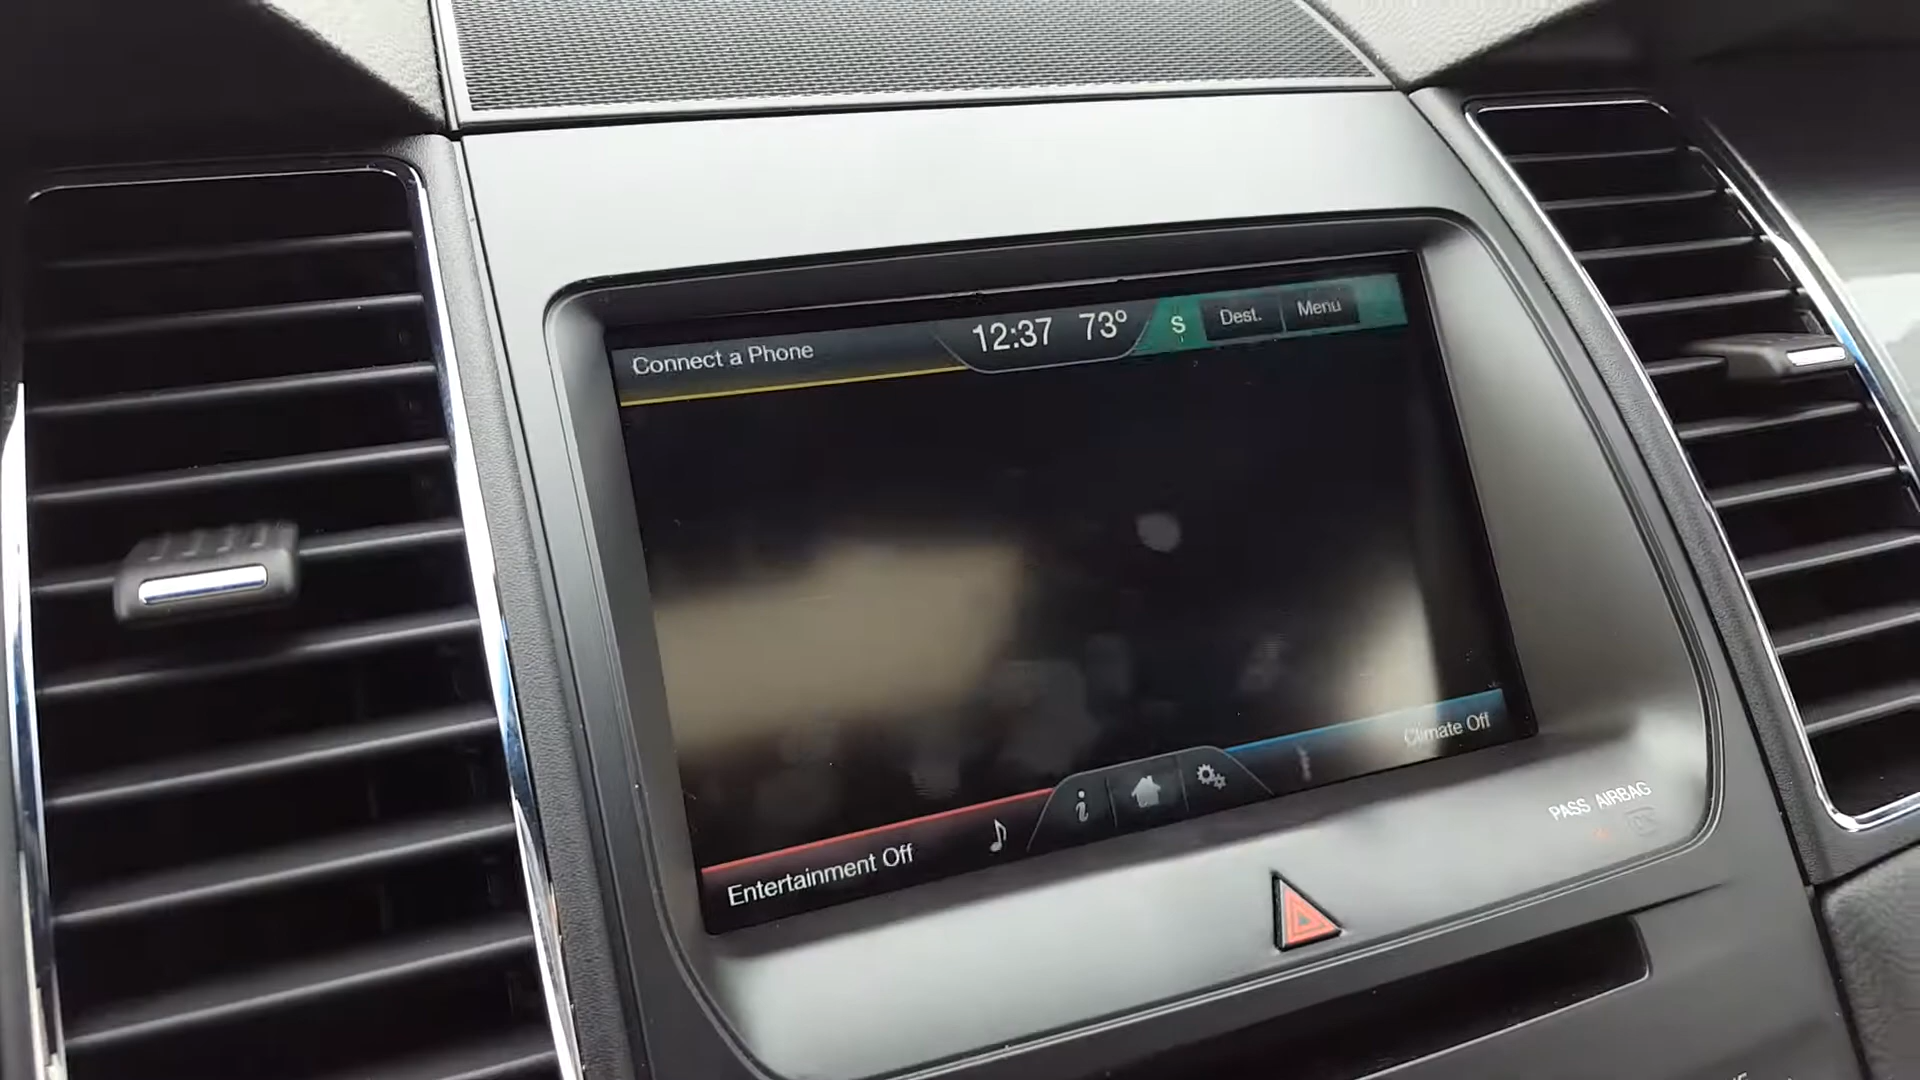 Connect a Phone
12:37 73°
S
Dest.
Menu
Climate Off
Entertainment Off
PASS AIRBAG